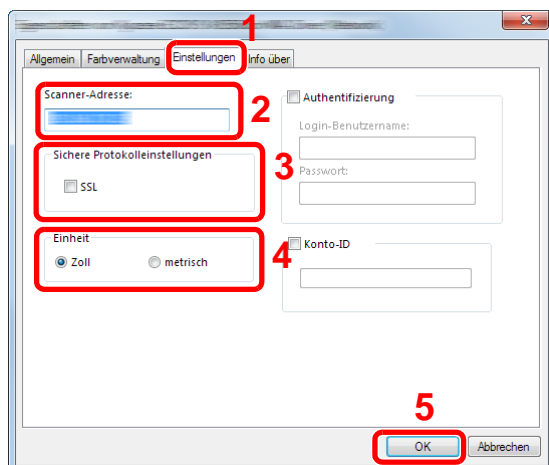 1
Allgemein Farbverwaltung Einstellungen Info über
Scanner-Adresse:
2
Sichere Protokolleinstellungen
SSL
3
Einheit
Zoll metrisch
4
Authentifizierung
Login-Benutzername:
Passwort:
Konto-ID
5
OK Abbrechen